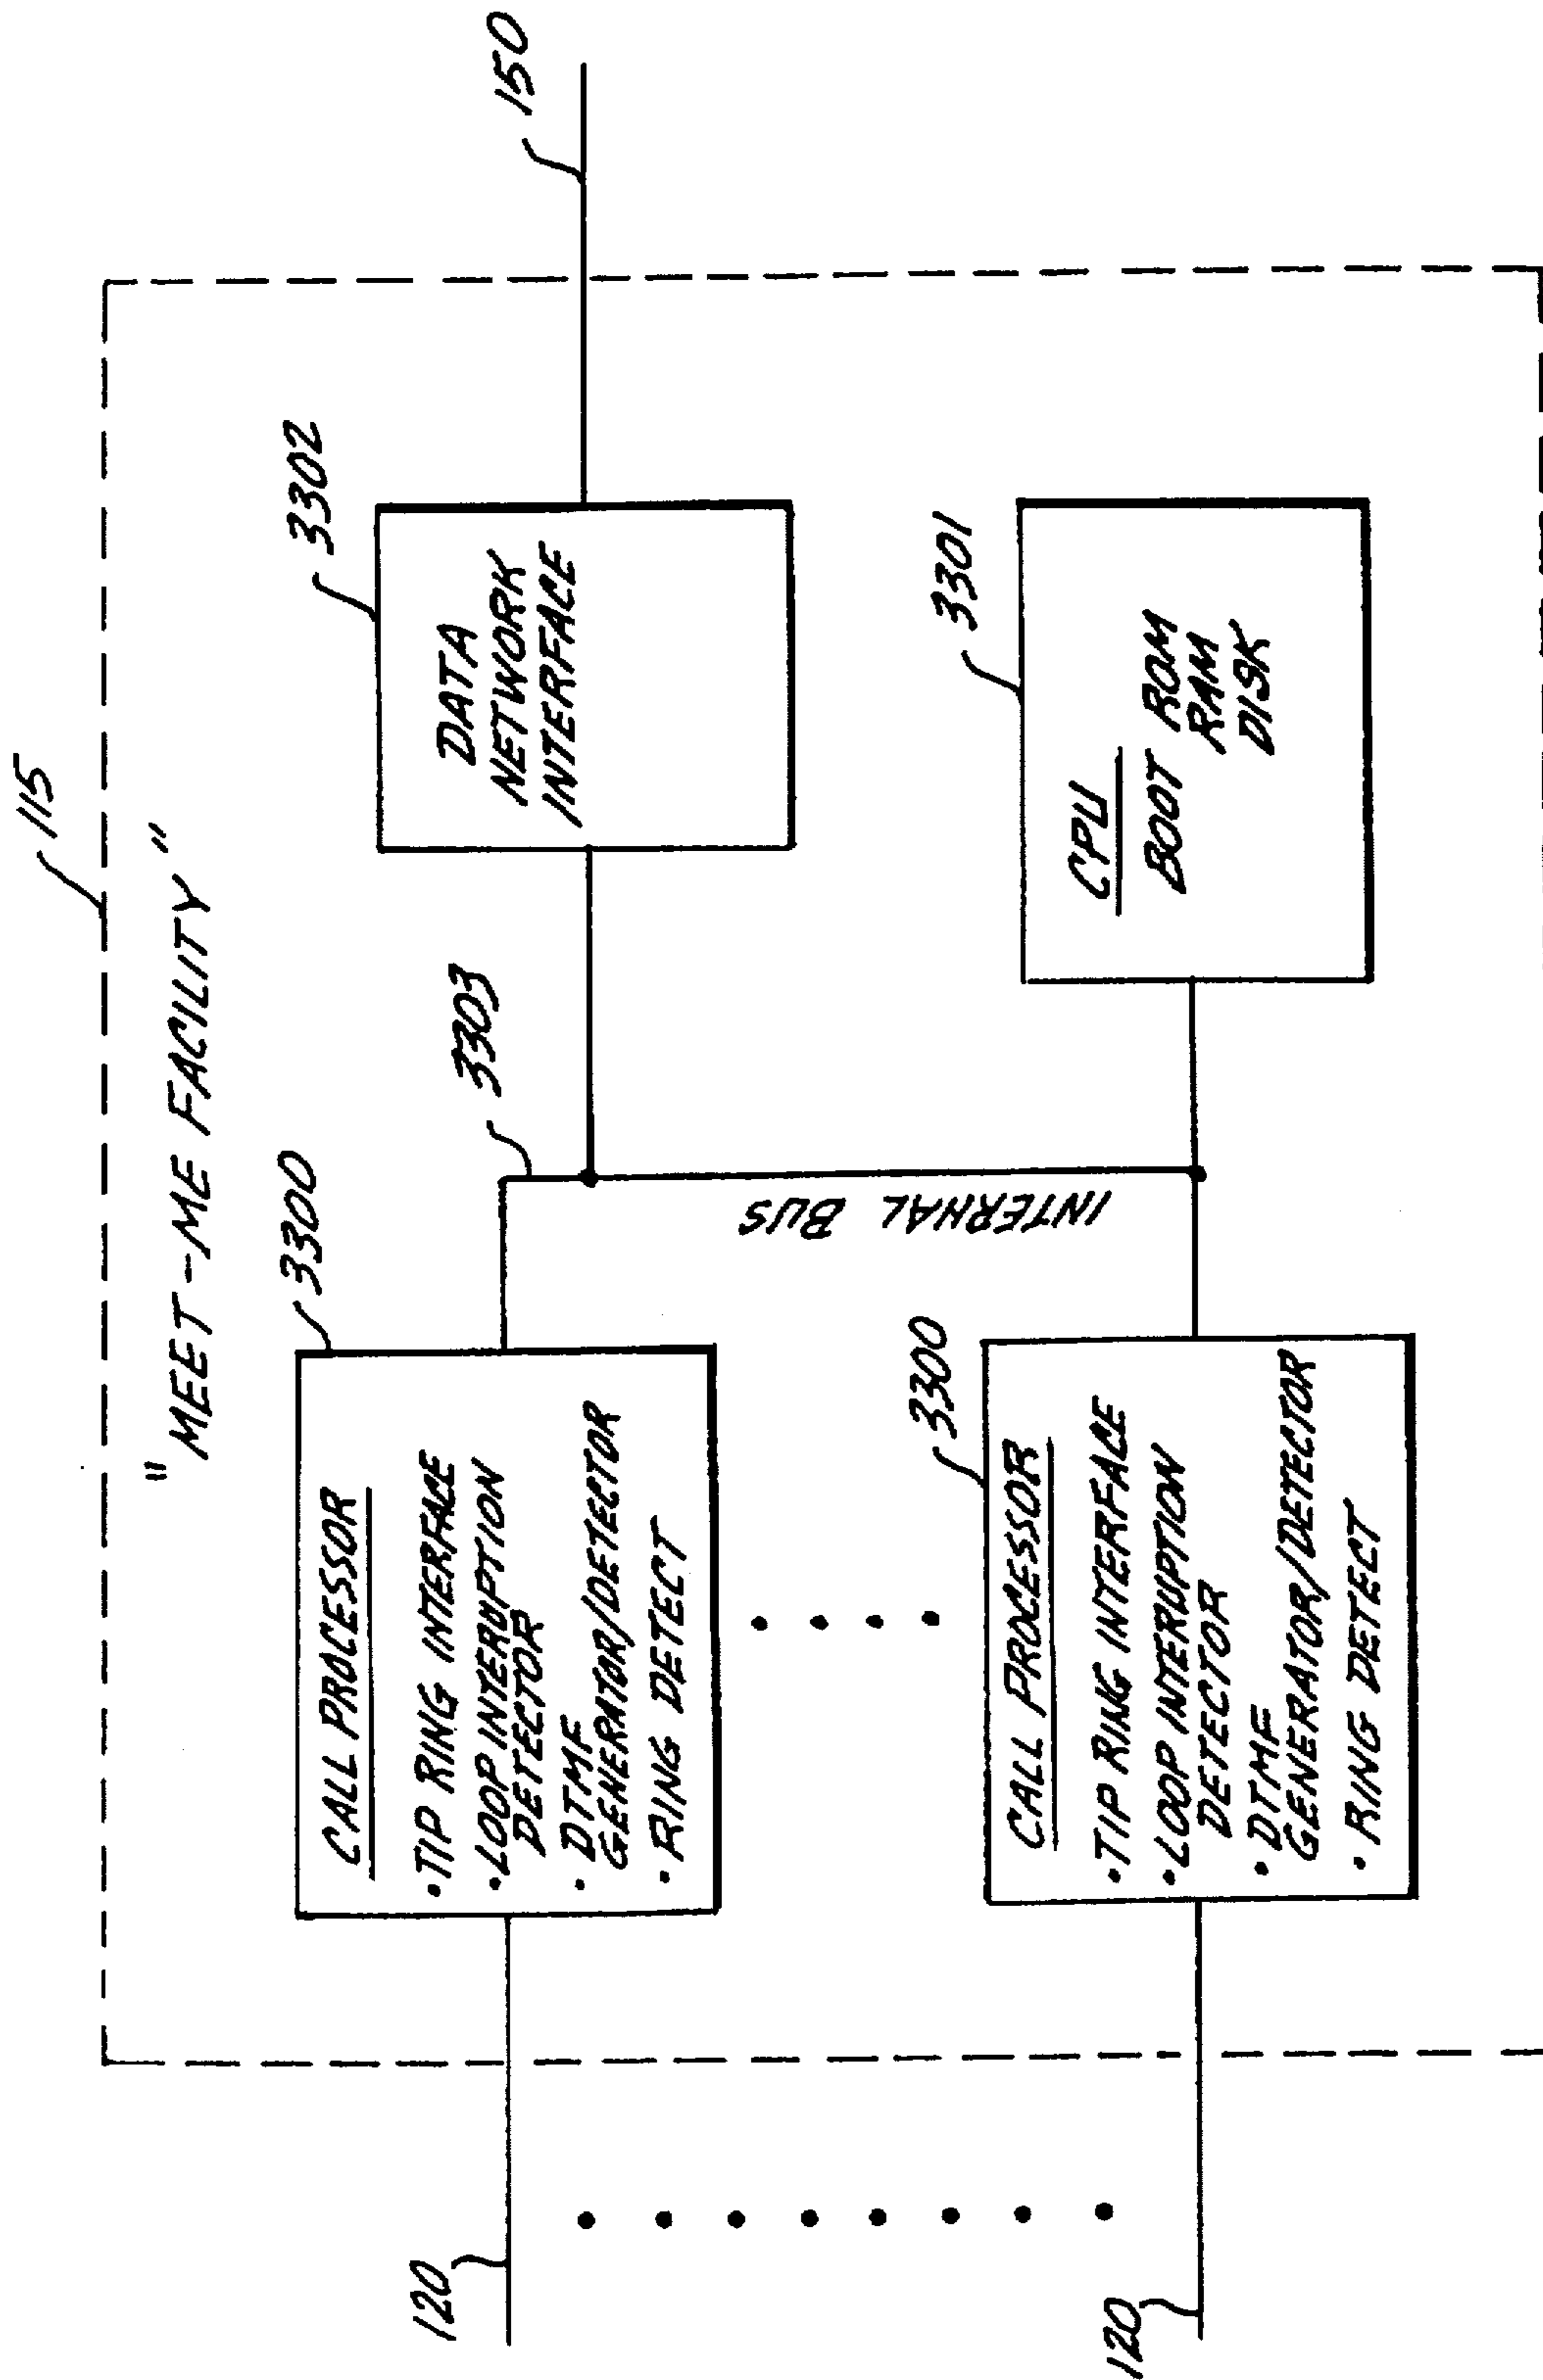 115
"MEET-ME FACILITY"
3300
CALL PROCESSOR
•TIP RING INTERFACE
•LOOP INTERRUPTION
DETECTOR
• DTMF
GENERATOR/DETECTOR
• RING DETECT
3303
3302
DATA
NETWORK
INTERFACE
150
120
INTERNAL BUS
3300
CALL PROCESSOR
•TIP RING INTERFACE
•LOOP INTERRUPTION
DETECTOR
• DTMF
GENERATOR/DETECTOR
• RING DETECT
3301
CPU
BOOT ROM
RAM
DISK
120